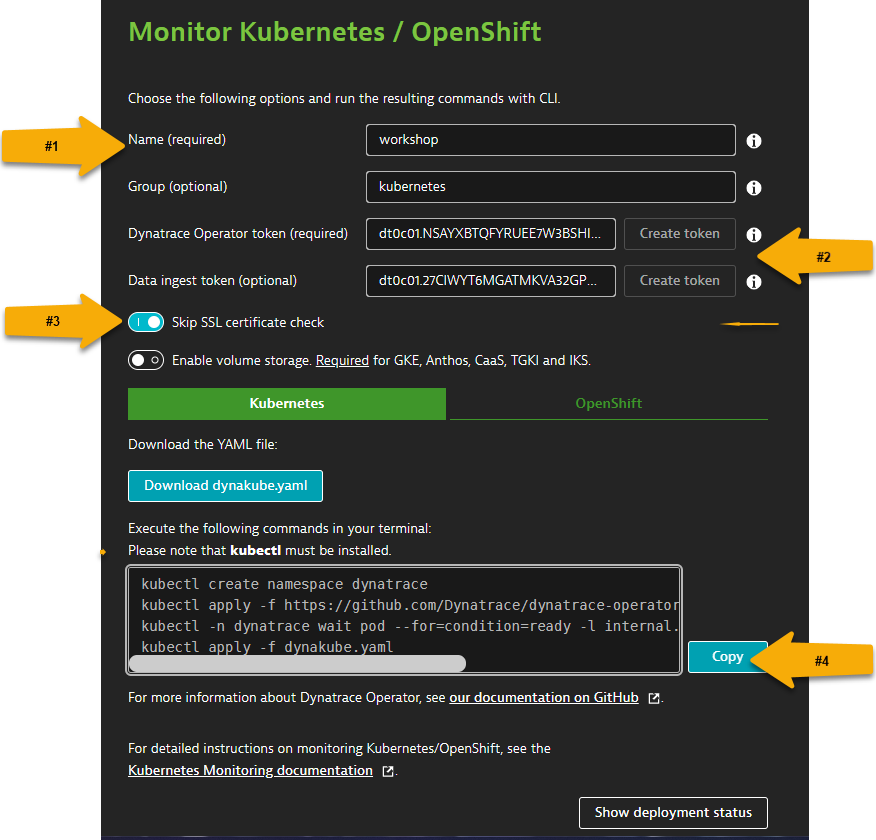 Monitor Kubernetes / OpenShift
Choose the following options and run the resulting commands with CLI.
#1
Name (required)
workshop
Group (optional)
kubernetes
Dynatrace Operator token (required)
dt0c01.NSAYXBTQFYRUEE7W3BSHI...
Create token
#2
Data ingest token (optional)
dt0c01.27CIWYT6MGATMKVA32GP...
Create token
#3
Skip SSL certificate check
Enable volume storage. Required for GKE, Anthos, CaaS, TGKI and IKS.
Kubernetes
OpenShift
Download the YAML file:
Download dynakube.yaml
Execute the following commands in your terminal:
Please note that kubectl must be installed.
kubectl create namespace dynatrace
kubectl apply -f https://github.com/Dynatrace/dynatrace-operator
kubectl -n dynatrace wait pod --for=condition=ready -l internal.
kubectl apply -f dynakube.yaml
Copy
#4
For more information about Dynatrace Operator, see our documentation on GitHub.
For detailed instructions on monitoring Kubernetes/OpenShift, see the
Kubernetes Monitoring documentation.
Show deployment status